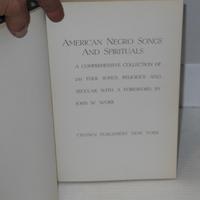 AMERICAN NEGRO SONGS
AND SPIRITUALS
A COMPREHENSIVE COLLECTION OF
230 FOLK SONGS, RELIGIOUS AND
SECULAR WITH A FOREWORD BY
JOHN W. WORK
CROWN PUBLISHERS NEW YORK